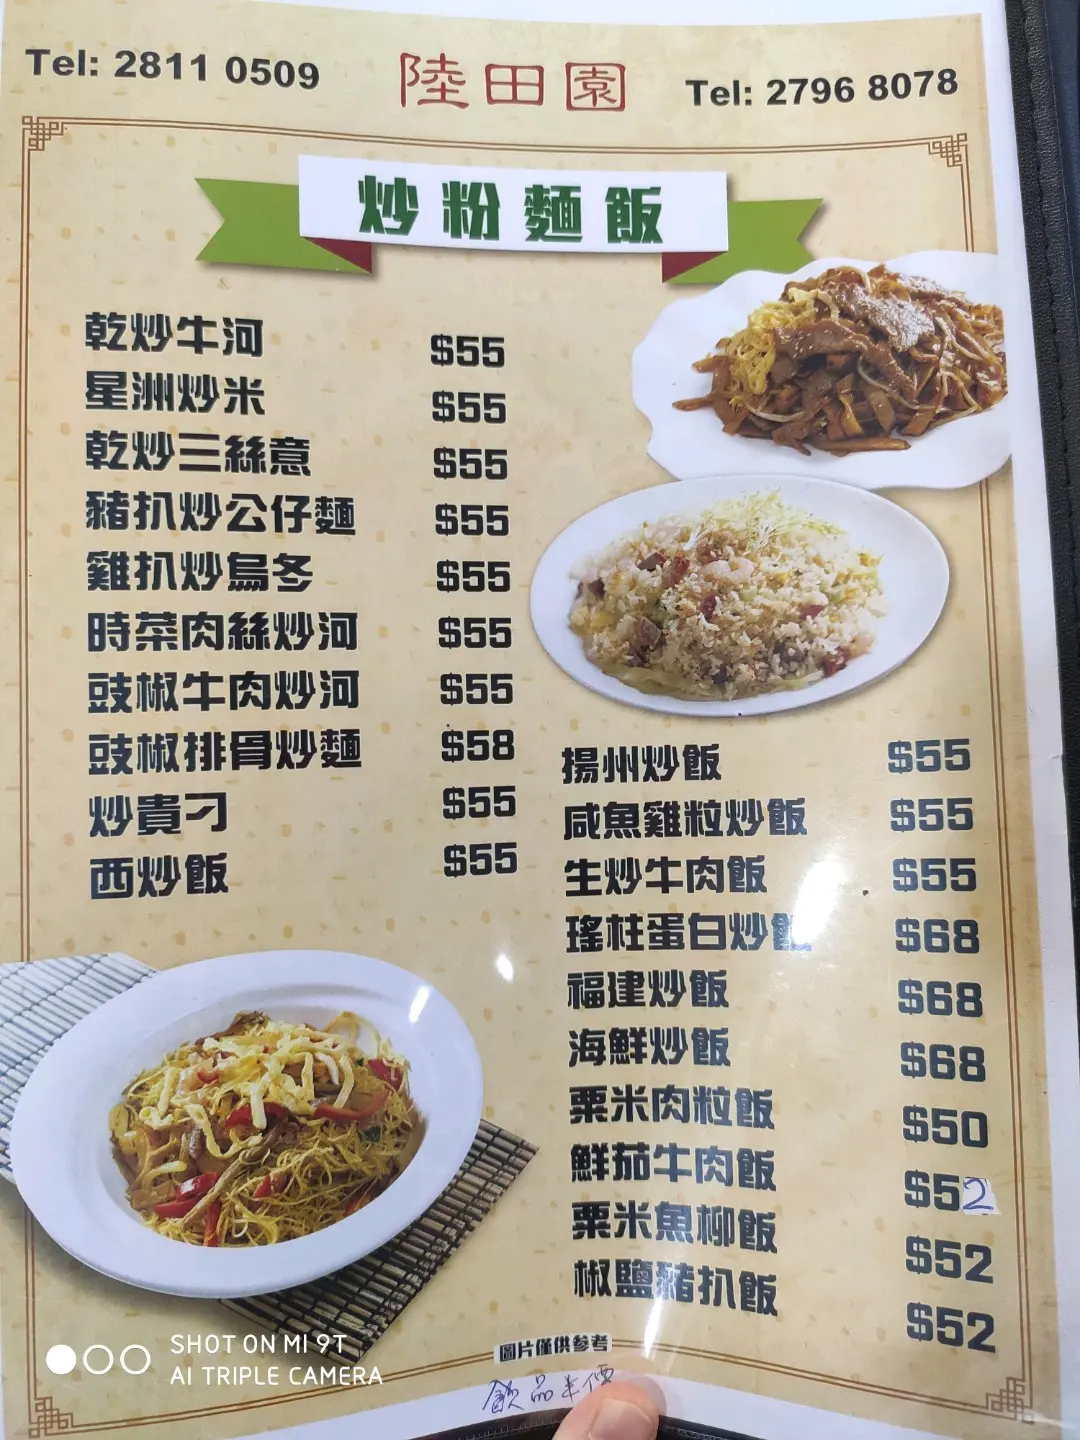 Tel: 2811 0509
陸田園
Tel: 2796 8078
炒粉麵飯
乾炒牛河 $55
星洲炒米 $55
乾炒三絲意 $55
豬扒炒公仔麵 $55
雞扒炒烏冬 $55
時菜肉絲炒河 $55
豉椒牛肉炒河 $55
豉椒排骨炒麵 $58
炒貴刁 $55
西炒飯 $55
揚州炒飯 $55
咸魚雞粒炒飯 $55
生炒牛肉飯 $55
瑤柱蛋白炒飯 $68
福建炒飯 $68
海鮮炒飯 $68
粟米肉粒飯 $50
鮮茄牛肉飯 $52
粟米魚柳飯 $52
椒鹽豬扒飯 $52
圖片僅供參考
飲品半價
SHOT ON MI 9T
AI TRIPLE CAMERA